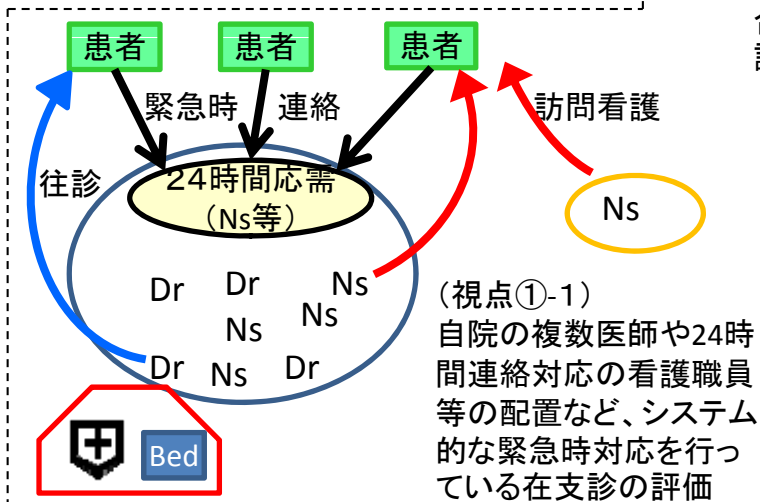 患者
患者
患者
緊急時 連絡
訪問看護
往診
24時間応需
(Ns等)
Ns
Dr Dr Ns
Ns Ns
Dr Ns Dr
Bed
(視点①-1)
自院の複数医師や24時
間連絡対応の看護職員
等の配置など、システム
的な緊急時対応を行っ
ている在支診の評価